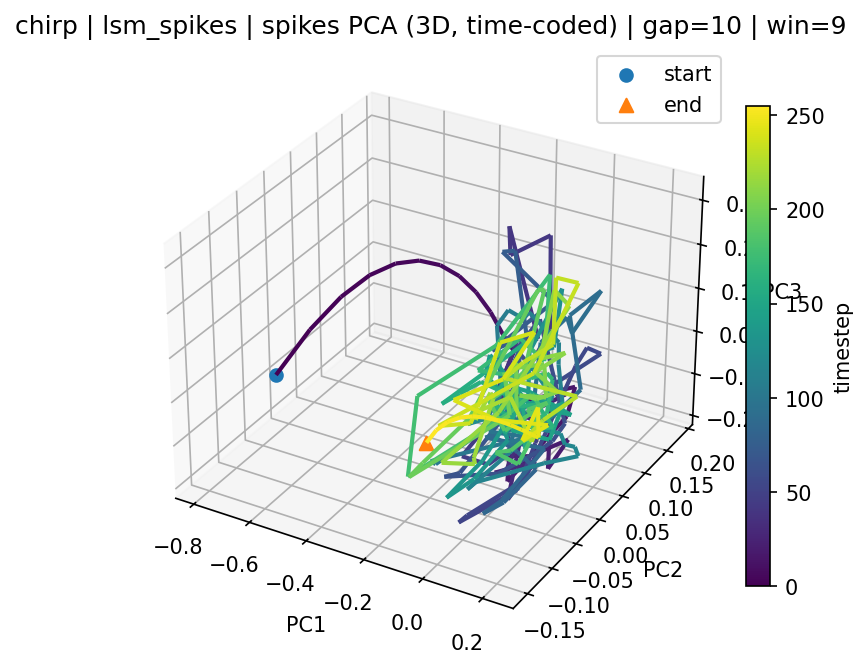 chirp | lsm_spikes | spikes PCA (3D, time-coded) | gap=10 | win=9
start
end
250
200
150
100
50
0
timestep
PC3
0.20
0.15
0.10
0.05
0.00
−0.05
−0.10
−0.15
PC2
−0.8
−0.6
−0.4
−0.2
0.0
0.2
PC1